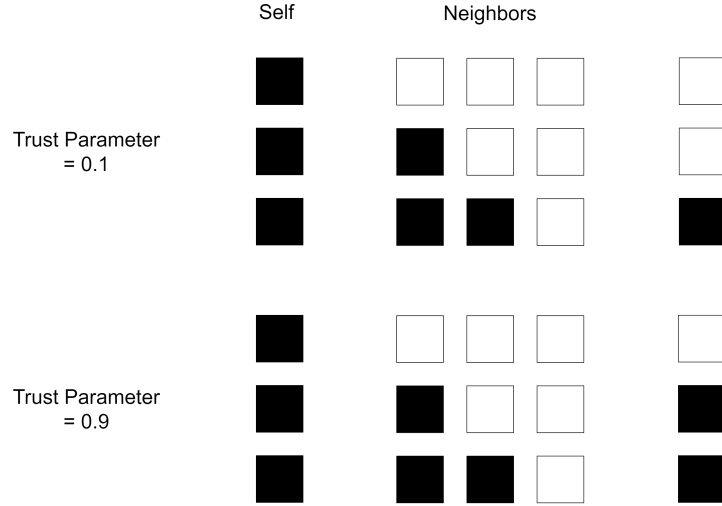 Self
Neighbors
Trust Parameter
= 0.1
Trust Parameter
= 0.9